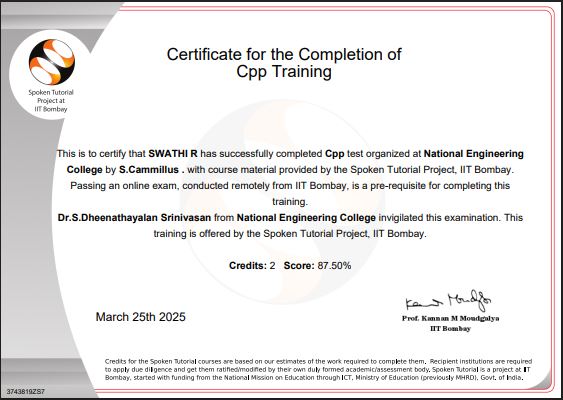 Spoken Tutorial
Project at
IIT Bombay
Certificate for the Completion of
Cpp Training
This is to certify that SWATHI R has successfully completed Cpp test organized at National Engineering
College by S.Cammillus . with course material provided by the Spoken Tutorial Project, IIT Bombay.
Passing an online exam, conducted remotely from IIT Bombay, is a pre-requisite for completing this
training.
Dr.S.Dheenathayalan Srinivasan from National Engineering College invigilated this examination. This
training is offered by the Spoken Tutorial Project, IIT Bombay.
Credits: 2 Score: 87.50%
March 25th 2025
Prof. Kannan M Moudgalya
IIT Bombay
Credits for the Spoken Tutorial courses are based on our estimates of the work required to complete them. Recipient institutions are required
to apply due diligence and get them ratified/modified by their own duly formed academic/assessment body, Spoken Tutorial is a project at IIT
Bombay, started with funding from the National Mission on Education through ICT, Ministry of Education (previously MHRD), Govt. of India.
3743819ZS7